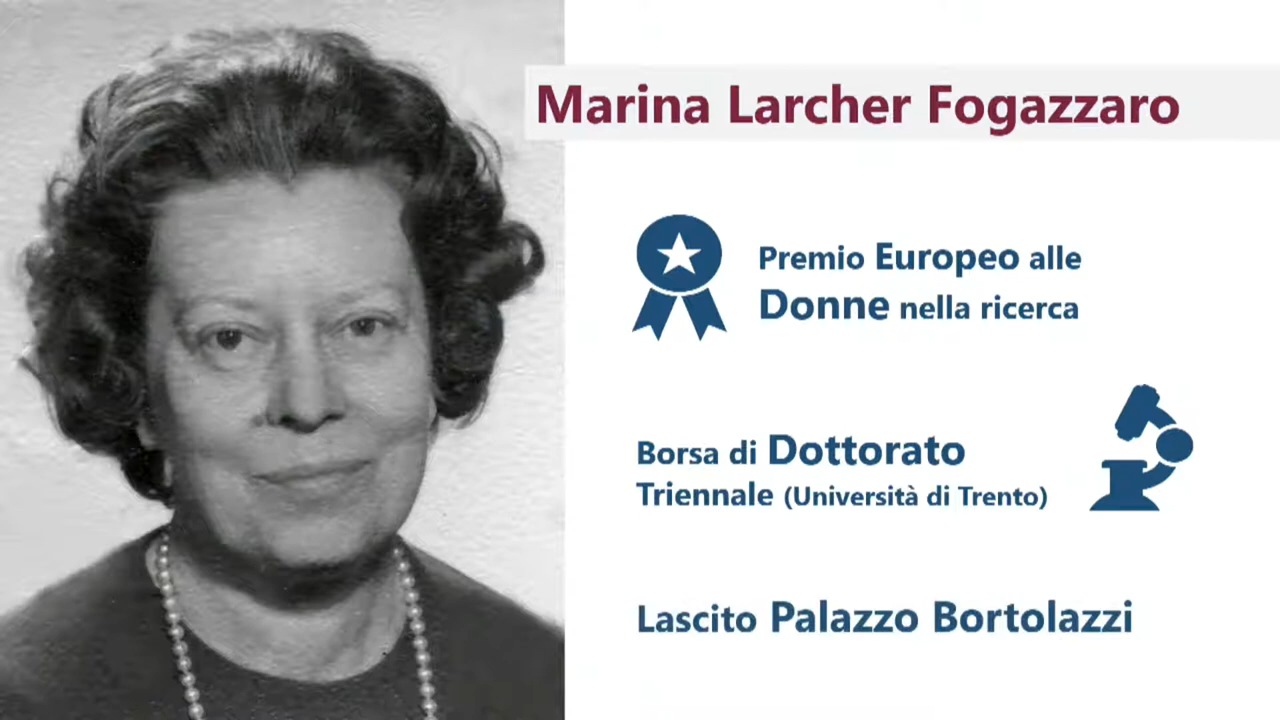 Marina Larcher Fogazzaro
Premio Europeo alle
Donne nella ricerca
Borsa di Dottorato
Triennale (Università di Trento)
Lascito Palazzo Bortolazzi